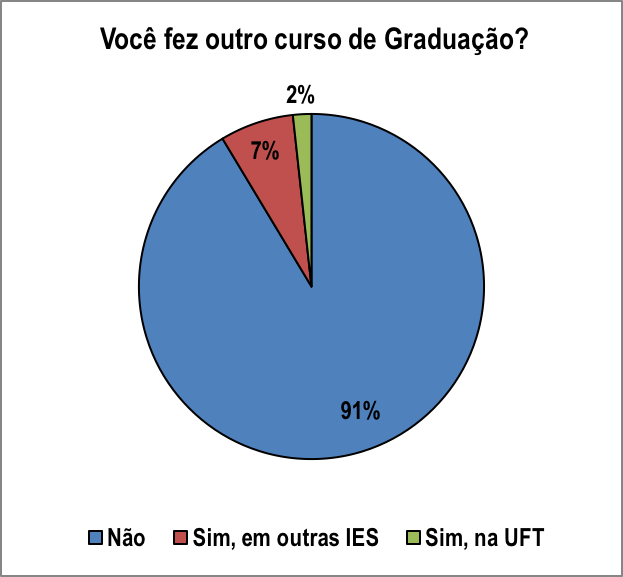 Você fez outro curso de Graduação?
2%
7%
91%
Não Sim, em outras IES Sim, na UFT